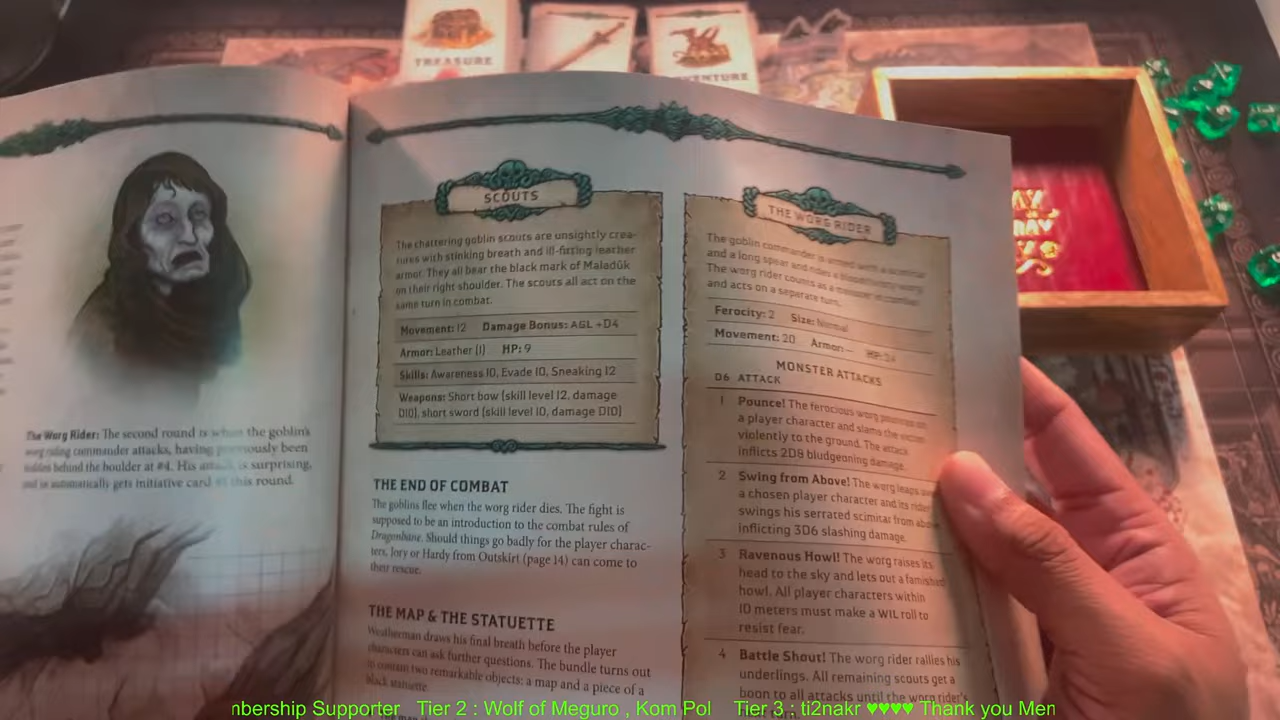 TREASURE
VENTURE
The Worg Rider: The second round is when the goblin's
worg riding commander attacks, having previously been
hidden behind the boulder at #4. His attack is surprising,
and he automatically gets initiative card #1 this round.
SCOUTS
The chattering goblin scouts are unsightly crea-
tures with stinking breath and ill-fitting leather
armor. They all bear the black mark of Maladûk
on their right shoulder. The scouts all act on the
same turn in combat.
Movement: 12 Damage Bonus: AGL +D4
Armor: Leather (1) HP: 9
Skills: Awareness 10, Evade 10, Sneaking 12
Weapons: Short bow (skill level 12, damage
D10), short sword (skill level 10, damage D10)
THE END OF COMBAT
The goblins flee when the worg rider dies. The fight is
supposed to be an introduction to the combat rules of
Dragonbane. Should things go badly for the player charac-
ters, Jory or Hardy from Outskirt (page 14) can come to
their rescue.
THE MAP & THE STATUETTE
Weatherman draws his final breath before the player
characters can ask further questions. The bundle turns out
to contain two remarkable objects: a map and a piece of a
black statuette.
THE WORG RIDER
The goblin commander is armed with a scimitar
and a long spear and rides a bloodthirsty worg.
The worg rider counts as a monster in combat
and acts on a separate turn.
Ferocity: 2 Size: Normal
Movement: 20 Armor: —
MONSTER ATTACKS
D6 ATTACK
1 Pounce! The ferocious worg pounces on
a player character and slams the victim
violently to the ground. The attack
inflicts 2D8 bludgeoning damage.
2 Swing from Above! The worg leaps over
a chosen player character and its rider
swings his serrated scimitar from above,
inflicting 3D6 slashing damage.
3 Ravenous Howl! The worg raises its
head to the sky and lets out a famished
howl. All player characters within
10 meters must make a WIL roll to
resist fear.
4 Battle Shout! The worg rider rallies his
underlings. All remaining scouts get a
boon to all attacks until the worg rider's
mbership Supporter Tier 2 : Wolf of Meguro , Kom Pol Tier 3 : ti2nakr ♥♥♥♥ Thank you Men